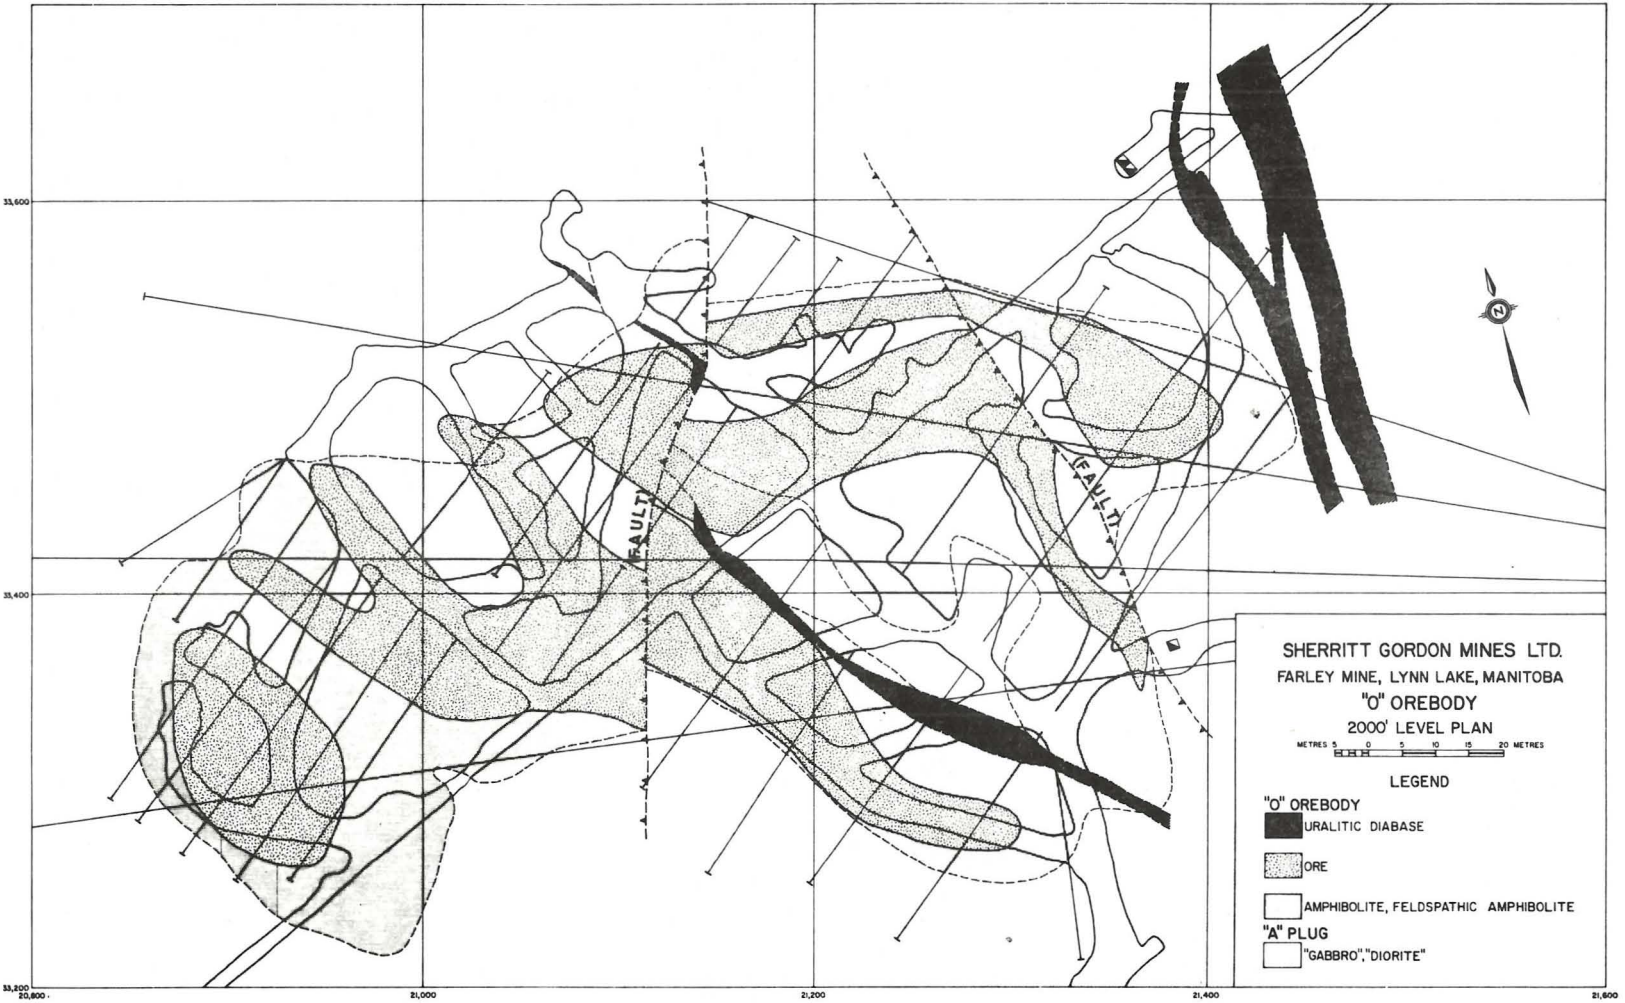 33,600
(FAULT)
(FAULT)
33,400
33,200
20,800.
21,000
21,200
21,400
21,600
N
SHERRITT GORDON MINES LTD.
FARLEY MINE, LYNN LAKE, MANITOBA
"O" OREBODY
2000' LEVEL PLAN
METRES 5 0 5 10 15 20 METRES
LEGEND
"O" OREBODY
URALITIC DIABASE
ORE
AMPHIBOLITE, FELDSPATHIC AMPHIBOLITE
"A" PLUG
"GABBRO", "DIORITE"